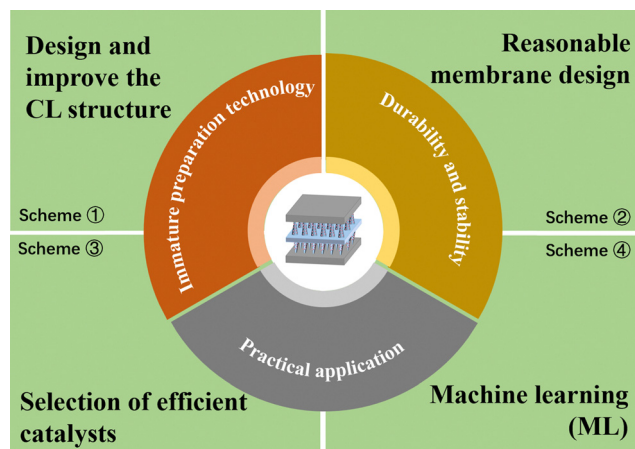 Design and
improve the
CL structure
Scheme ①
Reasonable
membrane design
Scheme ②
Immature preparation technology
Durability and stability
Practical application
Scheme ③
Selection of efficient
catalysts
Scheme ④
Machine learning
(ML)